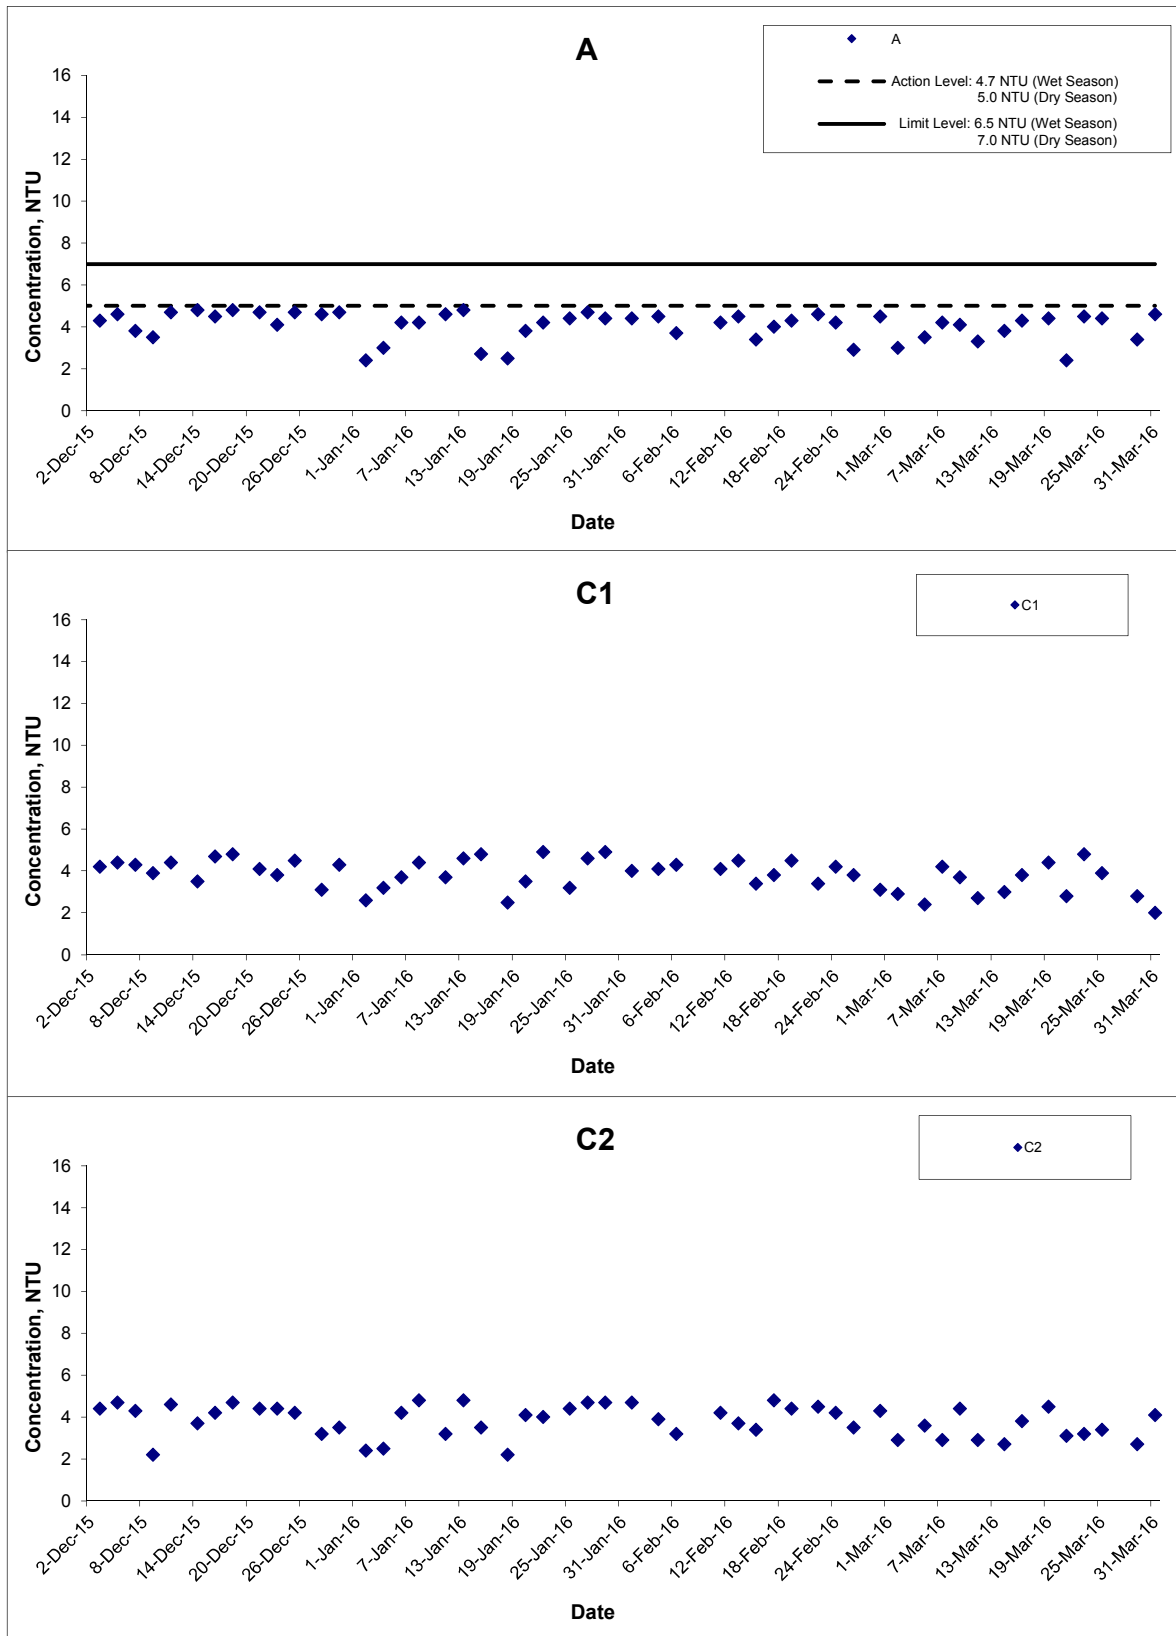 A
A
Action Level: 4.7 NTU (Wet Season)
5.0 NTU (Dry Season)
Limit Level: 6.5 NTU (Wet Season)
7.0 NTU (Dry Season)
Concentration, NTU
16
14
12
10
8
6
4
2
0
2-Dec-15
8-Dec-15
14-Dec-15
20-Dec-15
26-Dec-15
1-Jan-16
7-Jan-16
13-Jan-16
19-Jan-16
25-Jan-16
31-Jan-16
6-Feb-16
12-Feb-16
18-Feb-16
24-Feb-16
1-Mar-16
7-Mar-16
13-Mar-16
19-Mar-16
25-Mar-16
31-Mar-16
Date
C1
C1
Concentration, NTU
16
14
12
10
8
6
4
2
0
2-Dec-15
8-Dec-15
14-Dec-15
20-Dec-15
26-Dec-15
1-Jan-16
7-Jan-16
13-Jan-16
19-Jan-16
25-Jan-16
31-Jan-16
6-Feb-16
12-Feb-16
18-Feb-16
24-Feb-16
1-Mar-16
7-Mar-16
13-Mar-16
19-Mar-16
25-Mar-16
31-Mar-16
Date
C2
C2
Concentration, NTU
16
14
12
10
8
6
4
2
0
2-Dec-15
8-Dec-15
14-Dec-15
20-Dec-15
26-Dec-15
1-Jan-16
7-Jan-16
13-Jan-16
19-Jan-16
25-Jan-16
31-Jan-16
6-Feb-16
12-Feb-16
18-Feb-16
24-Feb-16
1-Mar-16
7-Mar-16
13-Mar-16
19-Mar-16
25-Mar-16
31-Mar-16
Date